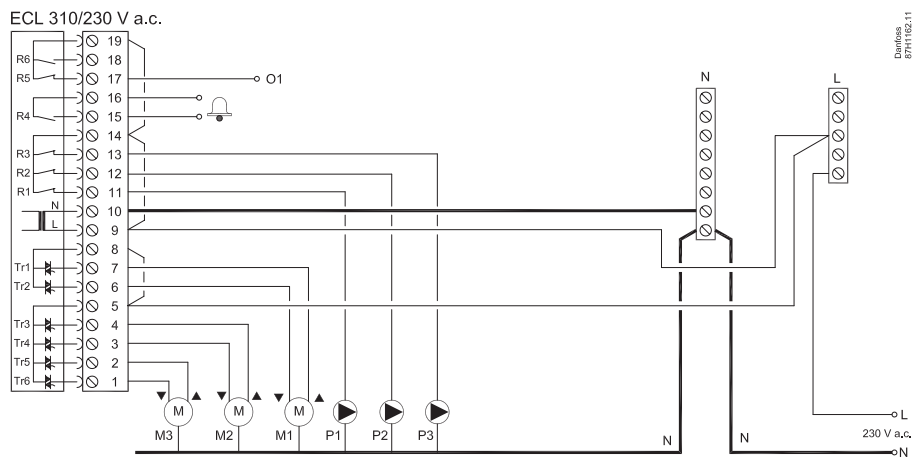 ECL 310/230 V a.c.
Danfoss
87H1162.11
19
R6 18
R5 17 O1
16
R4 15
14
R3 13
R2 12
R1 11
N 10
L 9
8
Tr1 7
Tr2 6
5
Tr3 4
Tr4 3
Tr5 2
Tr6 1
N
L
M M M
M3 M2 M1 P1 P2 P3
N N
L
230 V a.c.
N